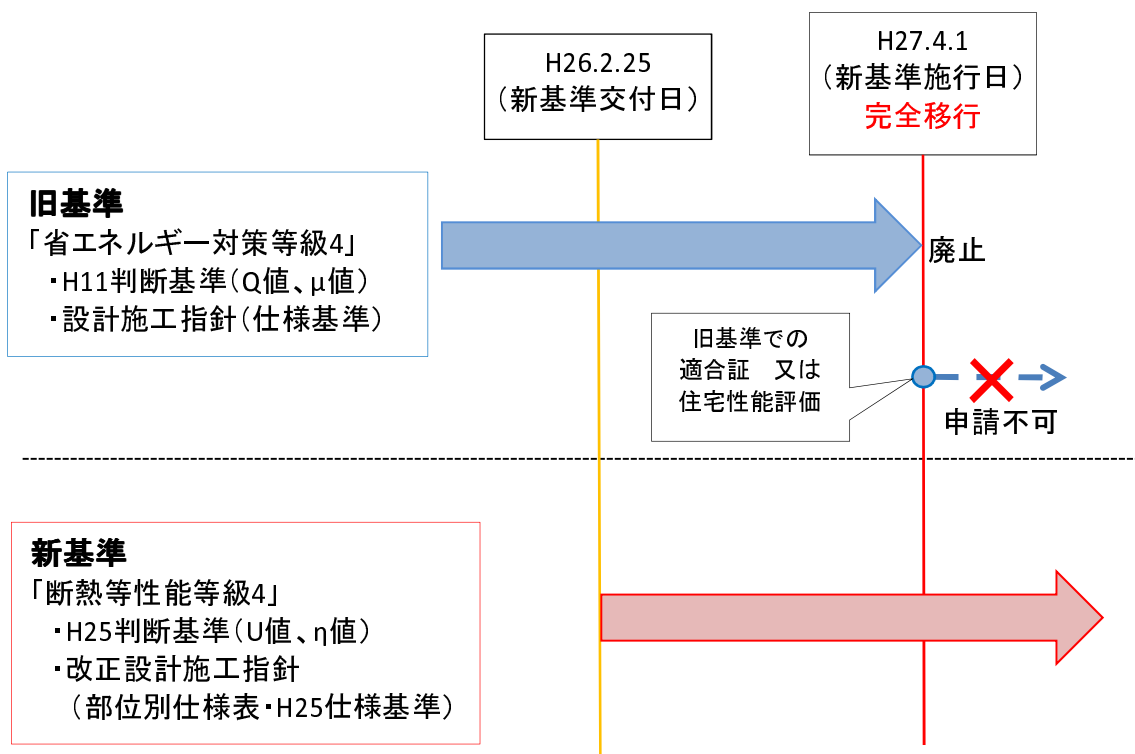 H26.2.25
（新基準交付日）
H27.4.1
（新基準施行日）
完全移行
旧基準
「省エネルギー対策等級4」
・H11判断基準（Q値、μ値）
・設計施工指針（仕様基準）
廃止
旧基準での
適合証　又は
住宅性能評価
申請不可
新基準
「断熱等性能等級4」
・H25判断基準（U値、η値）
・改正設計施工指針
（部位別仕様表・H25仕様基準）